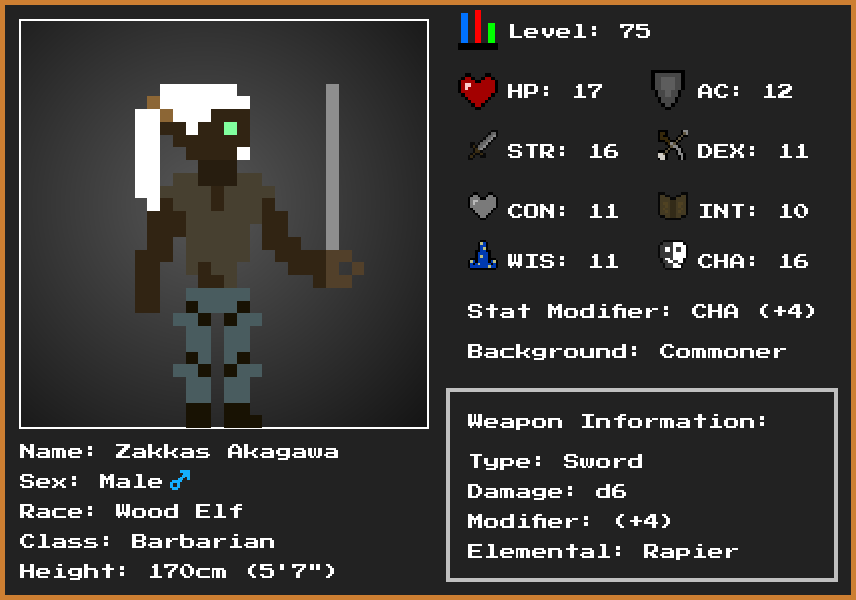 Level: 75
HP: 17
AC: 12
STR: 16
DEX: 11
CON: 11
INT: 10
WIS: 11
CHA: 16
Stat Modifier: CHA (+4)
Background: Commoner
Weapon Information:
Type: Sword
Damage: d6
Modifier: (+4)
Elemental: Rapier
Name: Zakkas Akagawa
Sex: Male ♂
Race: Wood Elf
Class: Barbarian
Height: 170cm (5'7")